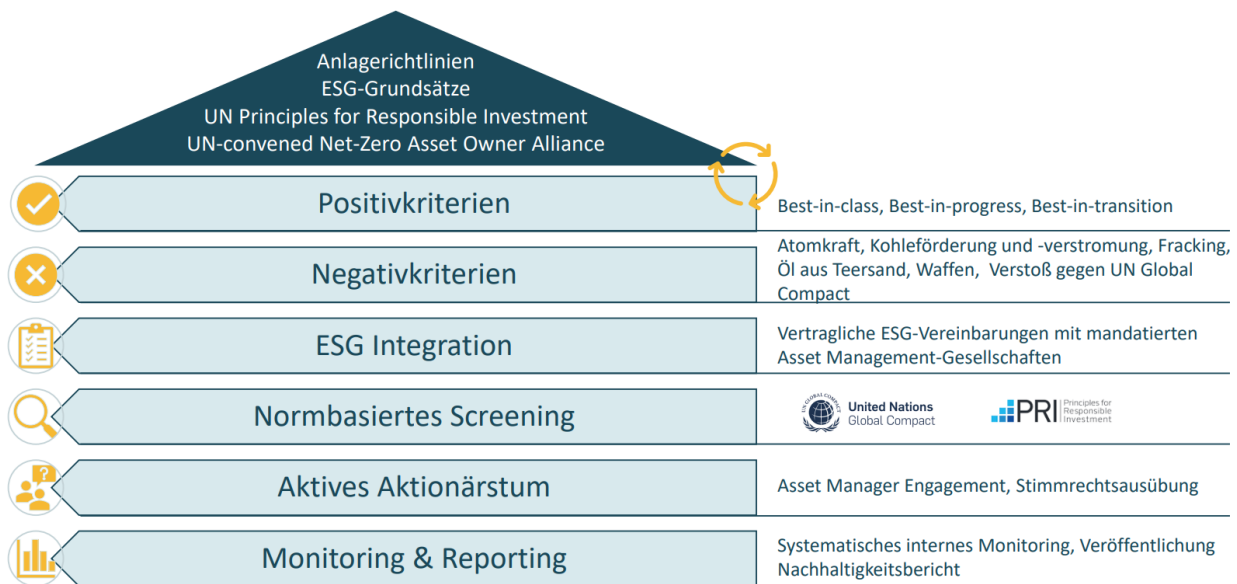 Anlagerichtlinien
ESG-Grundsätze
UN Principles for Responsible Investment
UN-convened Net-Zero Asset Owner Alliance
Positivkriterien
Best-in-class, Best-in-progress, Best-in-transition
Negativkriterien
Atomkraft, Kohleförderung und -verstromung, Fracking,
Öl aus Teersand, Waffen, Verstoß gegen UN Global
Compact
ESG Integration
Vertragliche ESG-Vereinbarungen mit mandatierten
Asset Management-Gesellschaften
Normbasiertes Screening
UN GLOBAL COMPACT
United Nations
Global Compact
PRI
Principles for
Responsible
Investment
Aktives Aktionärstum
?
Asset Manager Engagement, Stimmrechtsausübung
Monitoring & Reporting
Systematisches internes Monitoring, Veröffentlichung
Nachhaltigkeitsbericht